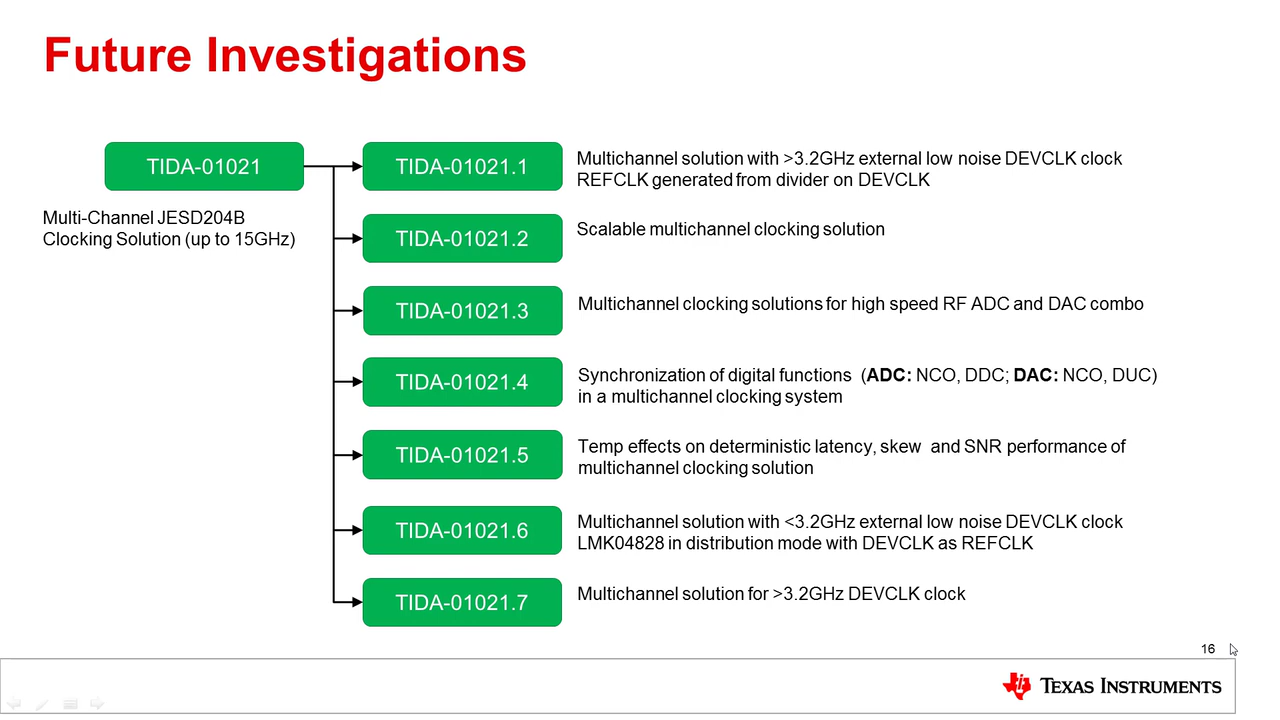 Future Investigations
TIDA-01021
Multi-Channel JESD204B
Clocking Solution (up to 15GHz)
TIDA-01021.1
Multichannel solution with >3.2GHz external low noise DEVCLK clock
REFCLK generated from divider on DEVCLK
TIDA-01021.2
Scalable multichannel clocking solution
TIDA-01021.3
Multichannel clocking solutions for high speed RF ADC and DAC combo
TIDA-01021.4
Synchronization of digital functions (ADC: NCO, DDC; DAC: NCO, DUC)
in a multichannel clocking system
TIDA-01021.5
Temp effects on deterministic latency, skew and SNR performance of
multichannel clocking solution
TIDA-01021.6
Multichannel solution with <3.2GHz external low noise DEVCLK clock
LMK04828 in distribution mode with DEVCLK as REFCLK
TIDA-01021.7
Multichannel solution for >3.2GHz DEVCLK clock
16
TEXAS INSTRUMENTS